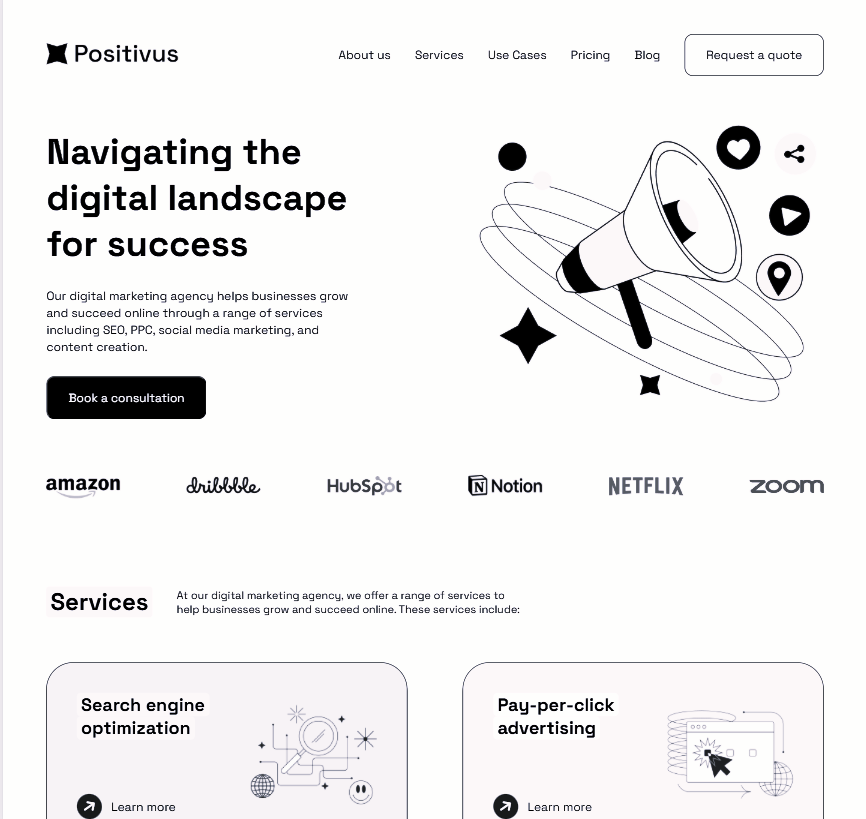 Positivus
About us
Services
Use Cases
Pricing
Blog
Request a quote
Navigating the
digital landscape
for success
Our digital marketing agency helps businesses grow
and succeed online through a range of services
including SEO, PPC, social media marketing, and
content creation.
Book a consultation
amazon
dribbble
HubSpot
N
Notion
NETFLIX
zoom
Services
At our digital marketing agency, we offer a range of services to
help businesses grow and succeed online. These services include:
Search engine
optimization
Learn more
Pay-per-click
advertising
Learn more